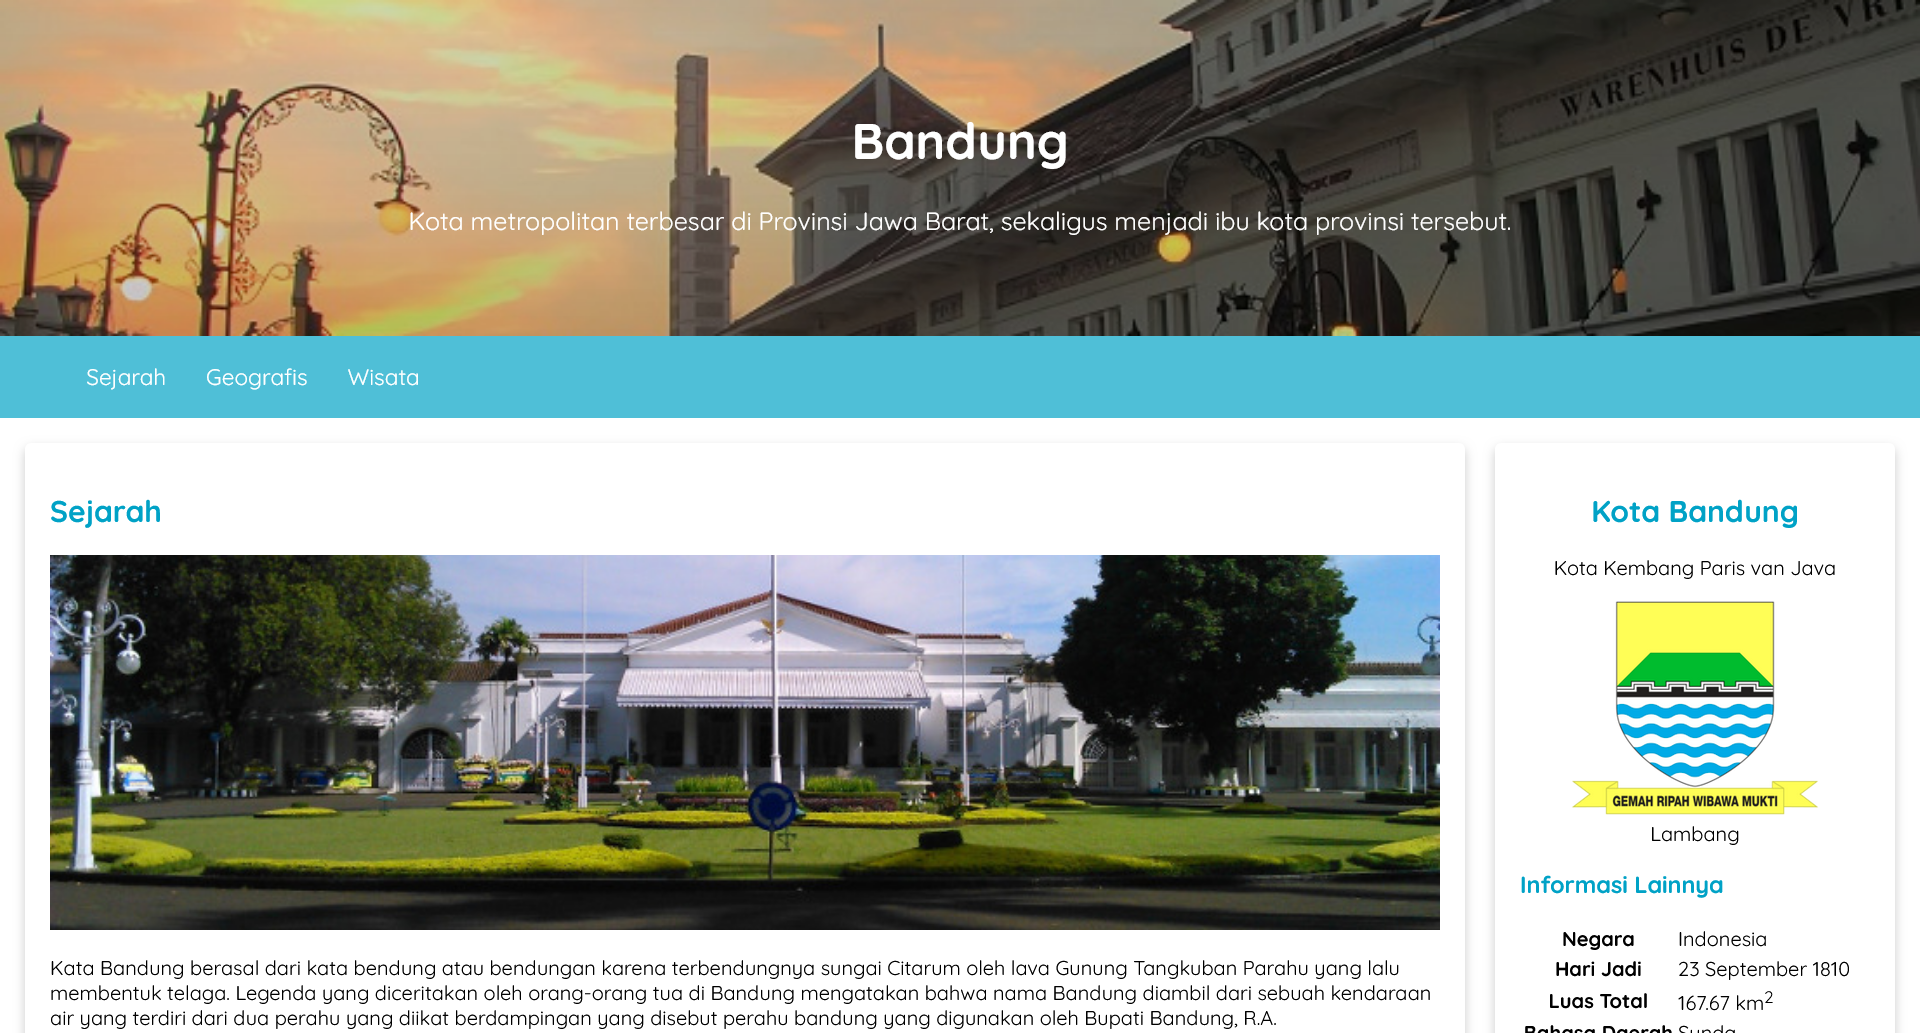 WARENHUIS DE VRI
Bandung
Kota metropolitan terbesar di Provinsi Jawa Barat, sekaligus menjadi ibu kota provinsi tersebut.
Sejarah Geografis Wisata
Sejarah
Kata Bandung berasal dari kata bendung atau bendungan karena terbendungnya sungai Citarum oleh lava Gunung Tangkuban Parahu yang lalu
membentuk telaga. Legenda yang diceritakan oleh orang-orang tua di Bandung mengatakan bahwa nama Bandung diambil dari sebuah kendaraan
air yang terdiri dari dua perahu yang diikat berdampingan yang disebut perahu bandung yang digunakan oleh Bupati Bandung, R.A.
Kota Bandung
Kota Kembang Paris van Java
GEMAH RIPAH WIBAWA MUKTI
Lambang
Informasi Lainnya
Negara Indonesia
Hari Jadi 23 September 1810
Luas Total 167.67 km²
Bahasa Daerah Sunda